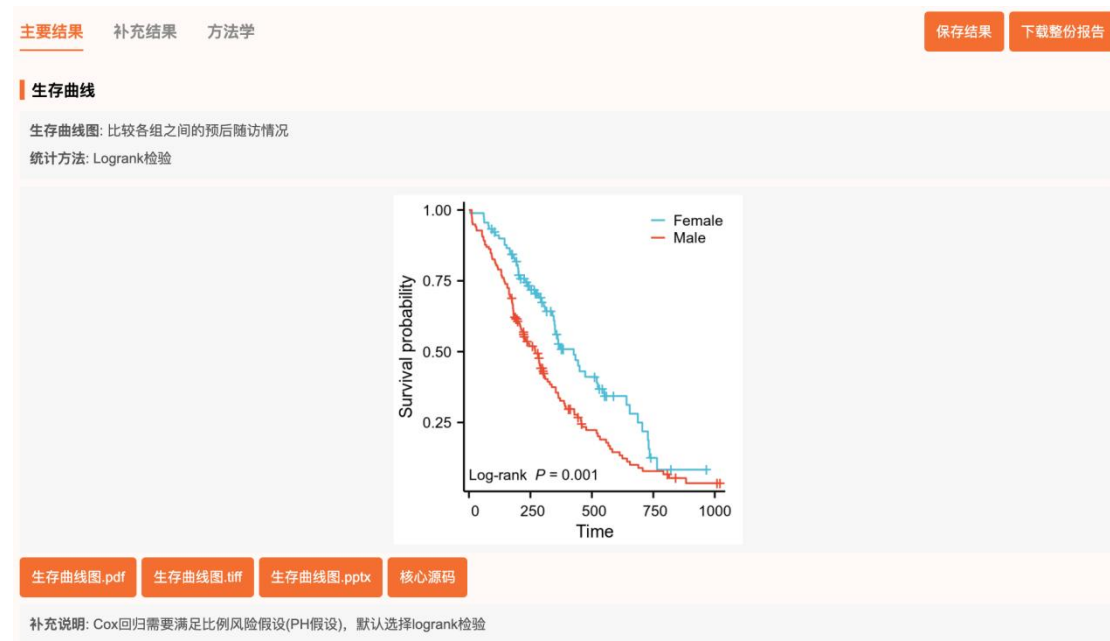 主要结果 补充结果 方法学 保存结果 下载整份报告
生存曲线
生存曲线图: 比较各组之间的预后随访情况
统计方法: Logrank检验
1.00
0.75
0.50
0.25
Survival probability
Female
Male
Log-rank P = 0.001
0 250 500 750 1000
Time
生存曲线图.pdf 生存曲线图.tiff 生存曲线图.pptx 核心源码
补充说明: Cox回归需要满足比例风险假设(PH假设)，默认选择logrank检验